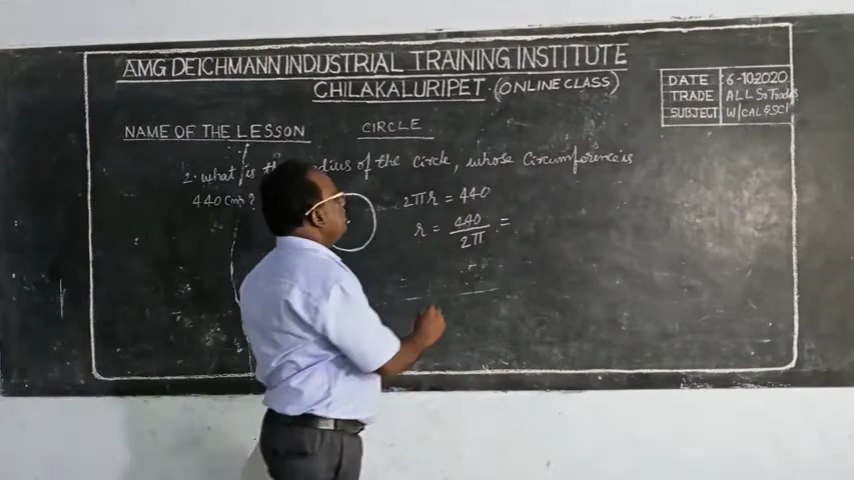 AMG DEICHMANN INDUSTRIAL TRAINING INSTITUTE
CHILAKALURIPET. (ONLINE CLASS)
DATE : 6-10-2020
TRADE : ALL Sr Trades
SUBJECT W/CAL & SCI
NAME OF THE LESSON CIRCLE
2. what is the radius of the Circle, whose Circumference is
440 Cm ?
2πr = 440
r = 440/2π =